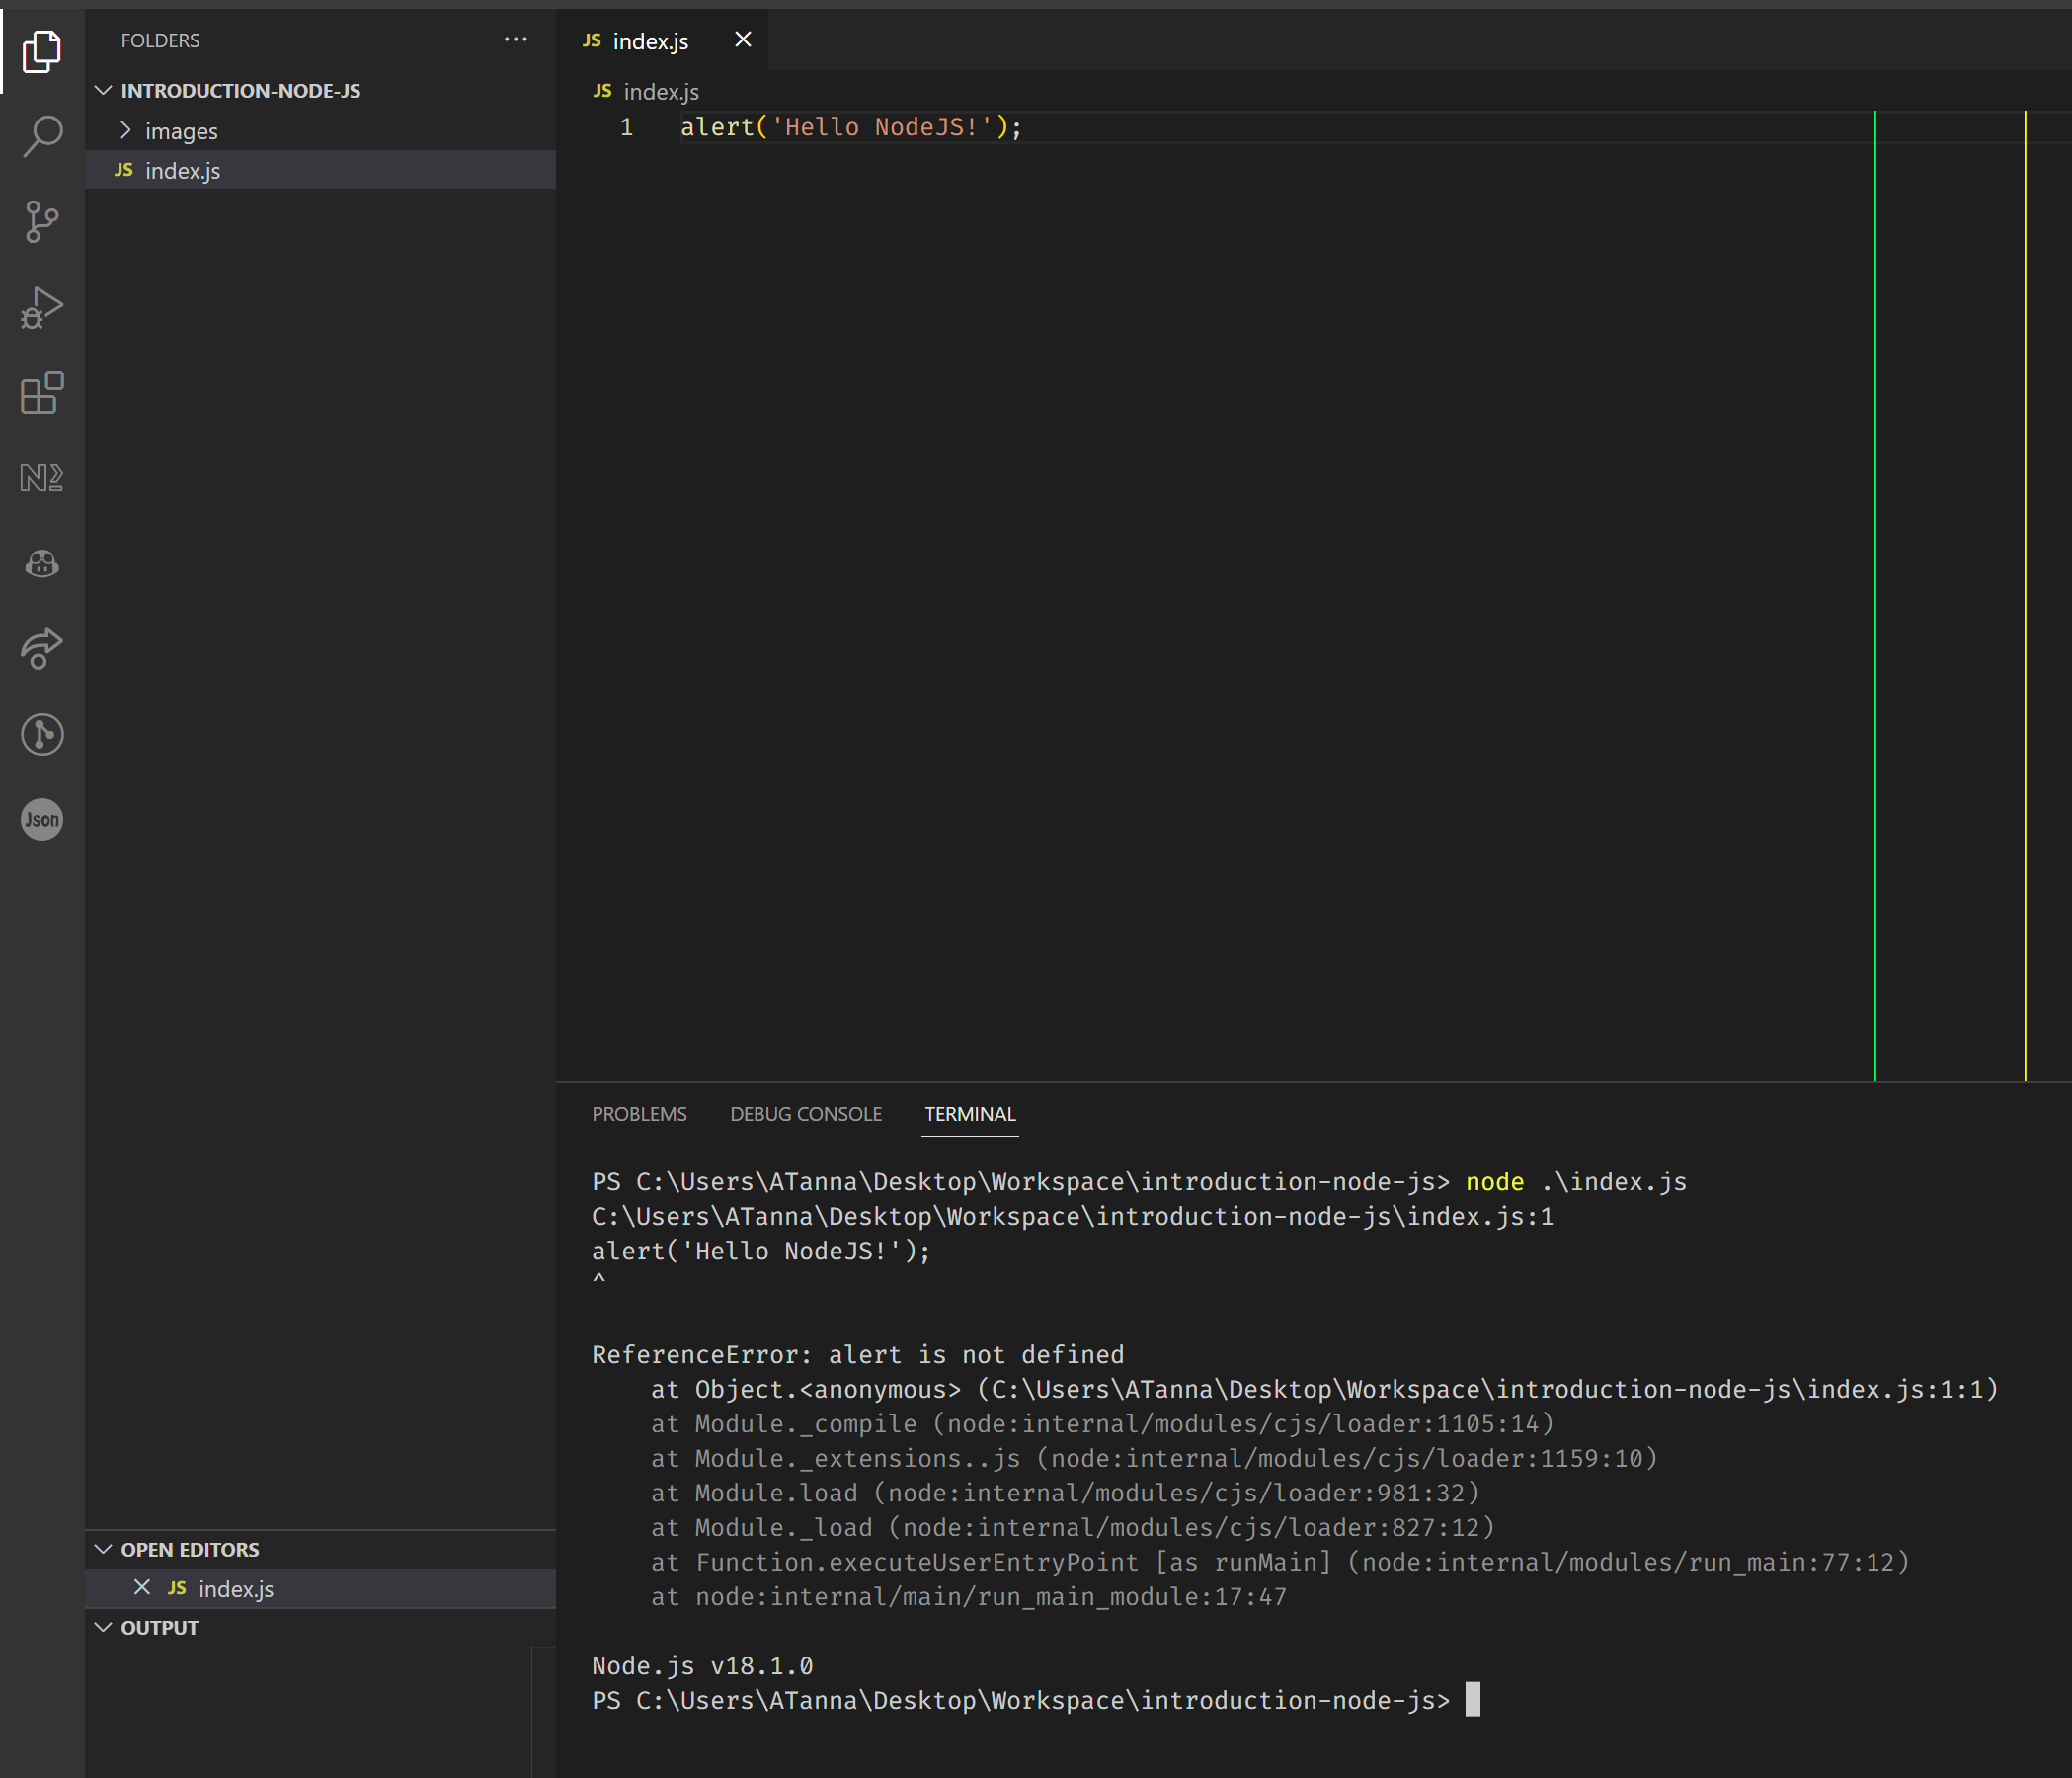 FOLDERS
INTRODUCTION-NODE-JS
images
JS index.js
N
Json
OPEN EDITORS
JS index.js
OUTPUT
JS index.js
JS index.js
1 alert('Hello NodeJS!');
PROBLEMS DEBUG CONSOLE TERMINAL
PS C:\Users\ATanna\Desktop\Workspace\introduction-node-js> node .\index.js
C:\Users\ATanna\Desktop\Workspace\introduction-node-js\index.js:1
alert('Hello NodeJS!');
^
ReferenceError: alert is not defined
at Object.<anonymous> (C:\Users\ATanna\Desktop\Workspace\introduction-node-js\index.js:1:1)
at Module._compile (node:internal/modules/cjs/loader:1105:14)
at Module._extensions..js (node:internal/modules/cjs/loader:1159:10)
at Module.load (node:internal/modules/cjs/loader:981:32)
at Module._load (node:internal/modules/cjs/loader:827:12)
at Function.executeUserEntryPoint [as runMain] (node:internal/modules/run_main:77:12)
at node:internal/main/run_main_module:17:47
Node.js v18.1.0
PS C:\Users\ATanna\Desktop\Workspace\introduction-node-js>